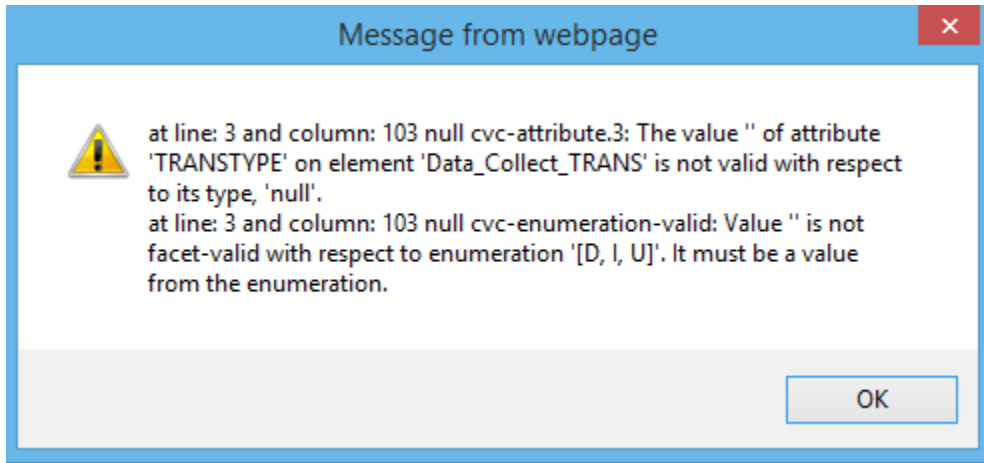 Message from webpage
at line: 3 and column: 103 null cvc-attribute.3: The value '' of attribute
'TRANSTYPE' on element 'Data_Collect_TRANS' is not valid with respect
to its type, 'null'.
at line: 3 and column: 103 null cvc-enumeration-valid: Value '' is not
facet-valid with respect to enumeration '[D, I, U]'. It must be a value
from the enumeration.
OK